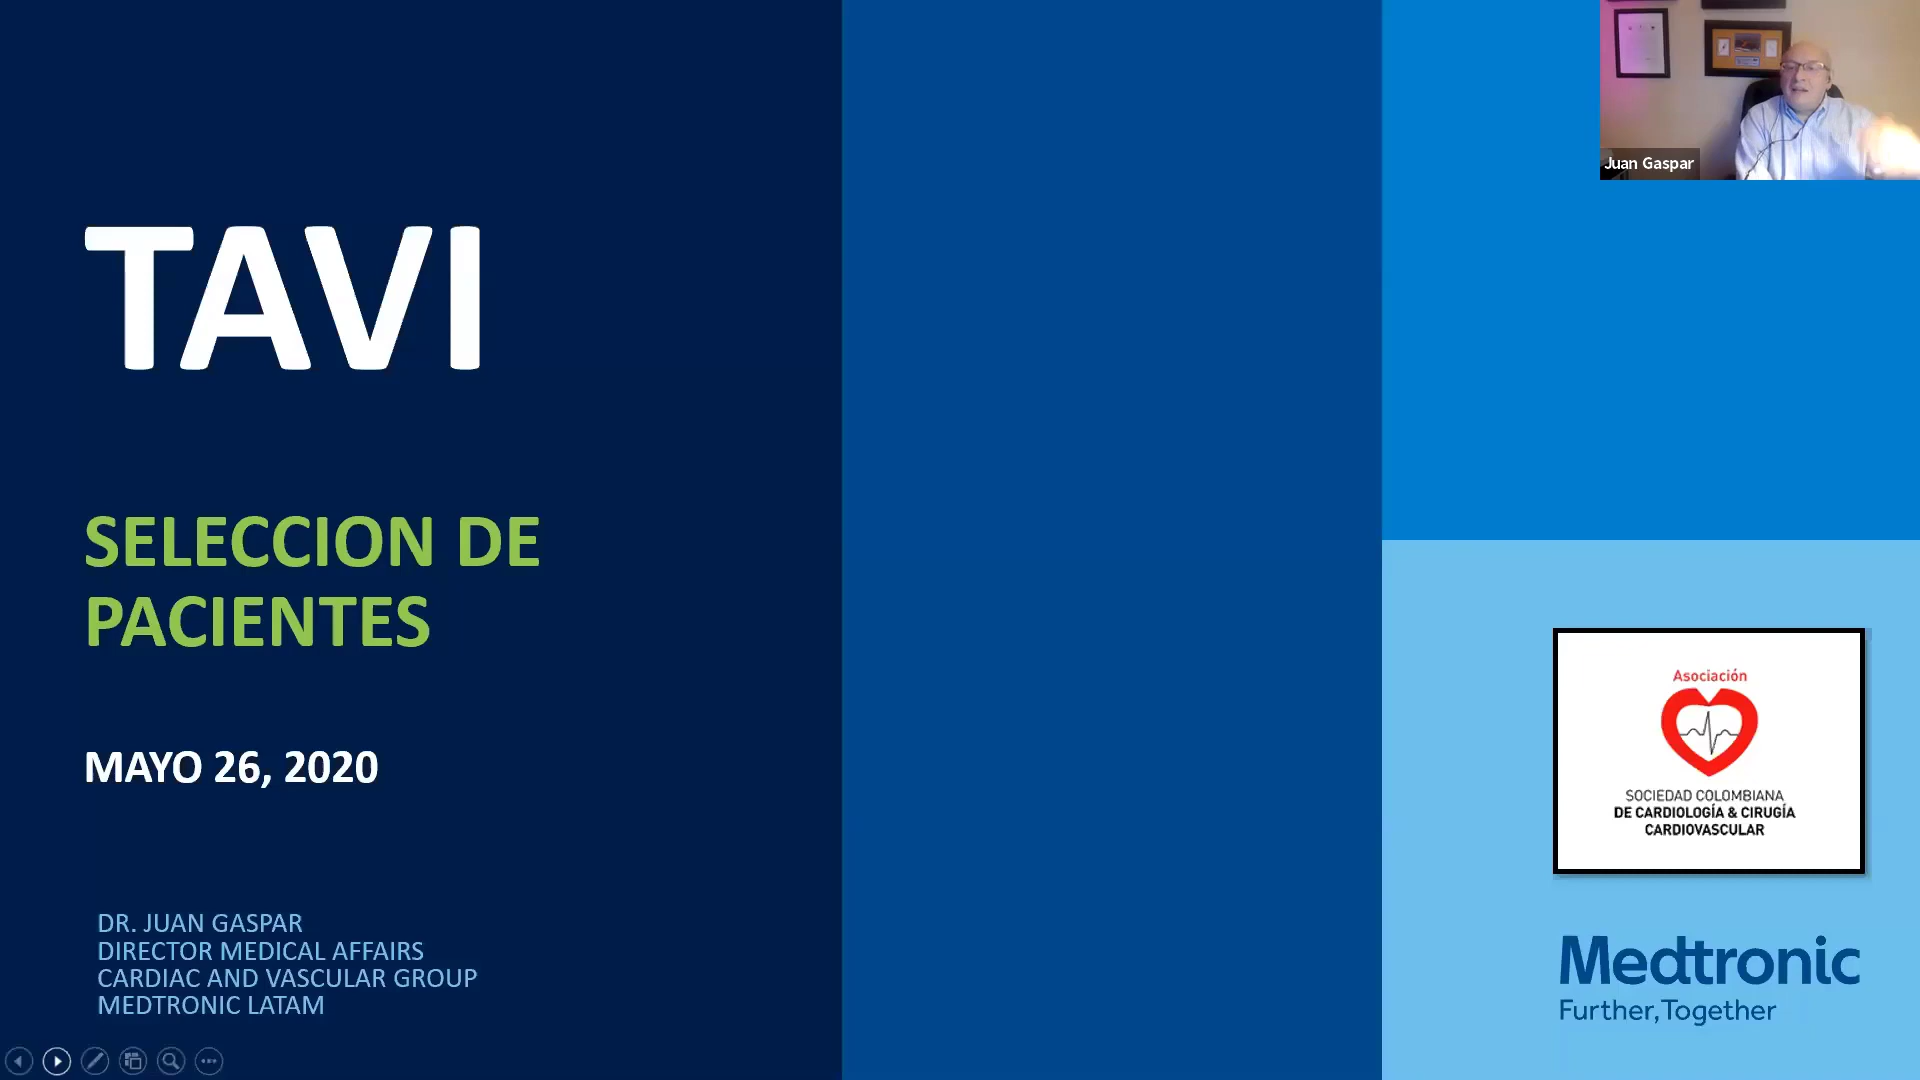 TAVI
SELECCION DE
PACIENTES
MAYO 26, 2020
DR. JUAN GASPAR
DIRECTOR MEDICAL AFFAIRS
CARDIAC AND VASCULAR GROUP
MEDTRONIC LATAM
Juan Gaspar
Asociación
SOCIEDAD COLOMBIANA
DE CARDIOLOGÍA & CIRUGÍA
CARDIOVASCULAR
Medtronic
Further, Together